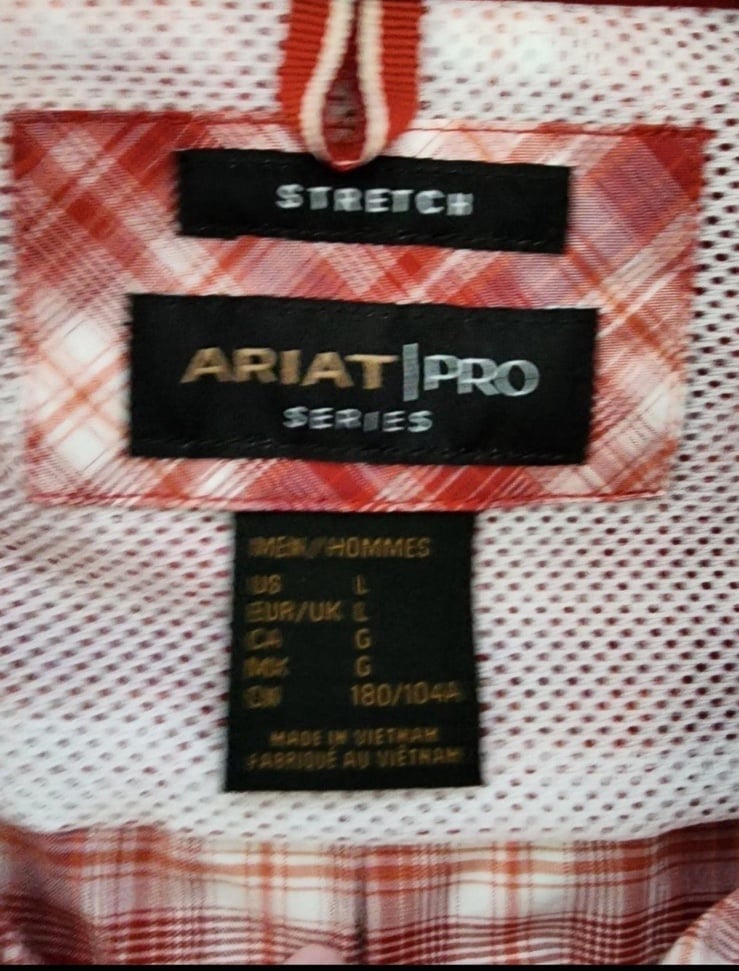 STRETCH
ARIAT PRO
SERIES
MEN/HOMMES
US L
EUR/UK L
CA G
MX G
CN 180/104A
MADE IN VIETNAM
FABRIQUÉ AU VIÊTNAM